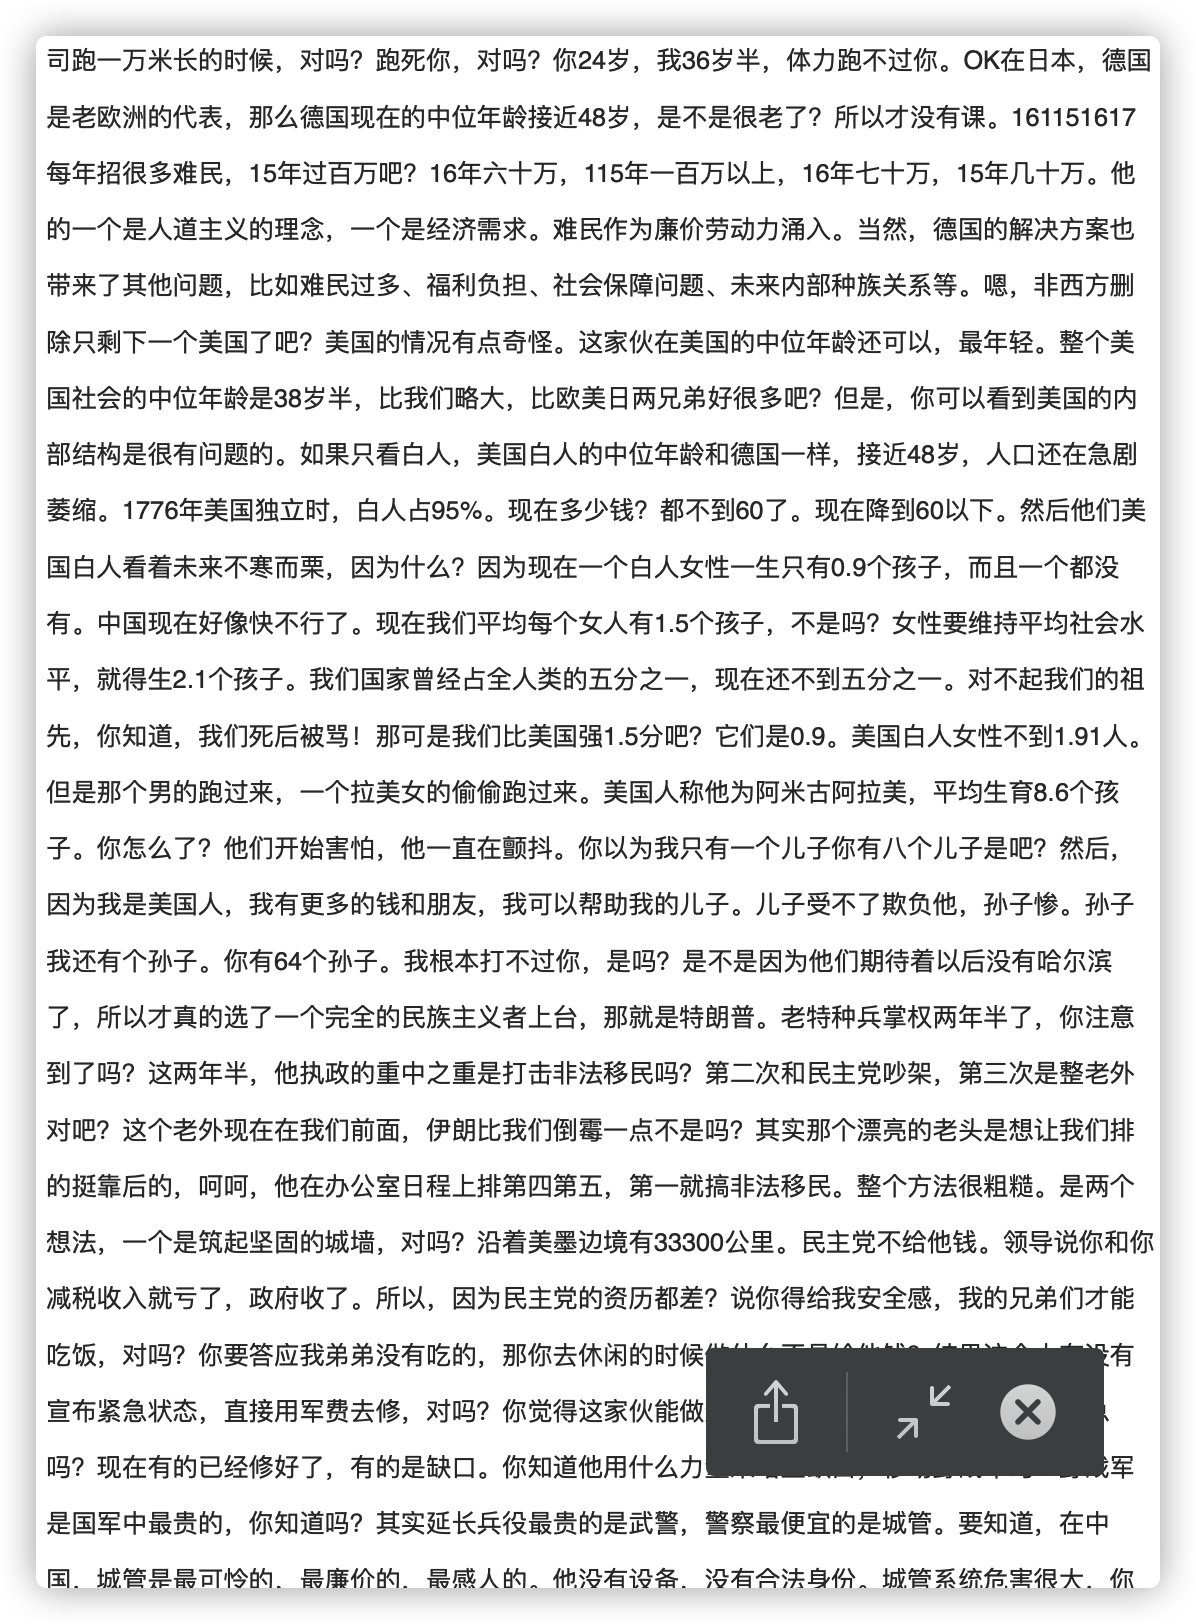 司跑一万米长的时候，对吗？跑死你，对吗？你24岁，我36岁半，体力跑不过你。OK在日本，德国
是老欧洲的代表，那么德国现在的中位年龄接近48岁，是不是很老了？所以才没有课。161151617
每年招很多难民，15年过百万吧？16年六十万，115年一百万以上，16年七十万，15年几十万。他
的一个是人道主义的理念，一个是经济需求。难民作为廉价劳动力涌入。当然，德国的解决方案也
带来了其他问题，比如难民过多、福利负担、社会保障问题、未来内部种族关系等。嗯，非西方删
除只剩下一个美国了吧？美国的情况有点奇怪。这家伙在美国的中位年龄还可以，最年轻。整个美
国社会的中位年龄是38岁半，比我们略大，比欧美日两兄弟好很多吧？但是，你可以看到美国的内
部结构是很有问题的。如果只看白人，美国白人的中位年龄和德国一样，接近48岁，人口还在急剧
萎缩。1776年美国独立时，白人占95%。现在多少钱？都不到60了。现在降到60以下。然后他们美
国白人看着未来不寒而栗，因为什么？因为现在一个白人女性一生只有0.9个孩子，而且一个都没
有。中国现在好像快不行了。现在我们平均每个女人有1.5个孩子，不是吗？女性要维持平均社会水
平，就得生2.1个孩子。我们国家曾经占全人类的五分之一，现在还不到五分之一。对不起我们的祖
先，你知道，我们死后被骂！那可是我们比美国强1.5分吧？它们是0.9。美国白人女性不到1.91人。
但是那个男的跑过来，一个拉美女的偷偷跑过来。美国人称他为阿米古阿拉美，平均生育8.6个孩
子。你怎么了？他们开始害怕，他一直在颤抖。你以为我只有一个儿子你有八个儿子是吧？然后，
因为我是美国人，我有更多的钱和朋友，我可以帮助我的儿子。儿子受不了欺负他，孙子惨。孙子
我还有个孙子。你有64个孙子。我根本打不过你，是吗？是不是因为他们期待着以后没有哈尔滨
了，所以才真的选了一个完全的民族主义者上台，那就是特朗普。老特种兵掌权两年半了，你注意
到了吗？这两年半，他执政的重中之重是打击非法移民吗？第二次和民主党吵架，第三次是整老外
对吧？这个老外现在在我们前面，伊朗比我们倒霉一点不是吗？其实那个漂亮的老头是想让我们排
的挺靠后的，呵呵，他在办公室日程上排第四第五，第一就搞非法移民。整个方法很粗糙。是两个
想法，一个是筑起坚固的城墙，对吗？沿着美墨边境有33300公里。民主党不给他钱。领导说你和你
减税收入就亏了，政府收了。所以，因为民主党的资历都差？说你得给我安全感，我的兄弟们才能
吃饭，对吗？你要答应我弟弟没有吃的，那你去休闲的时候 没有
宣布紧急状态，直接用军费去修，对吗？你觉得这家伙能做
吗？现在有的已经修好了，有的是缺口。你知道他用什么力 军
是国军中最贵的，你知道吗？其实延长兵役最贵的是武警，警察最便宜的是城管。要知道，在中
国，城管是最可怜的，最廉价的，最感人的。他没有设备，没有合法身份。城管系统危害很大，你